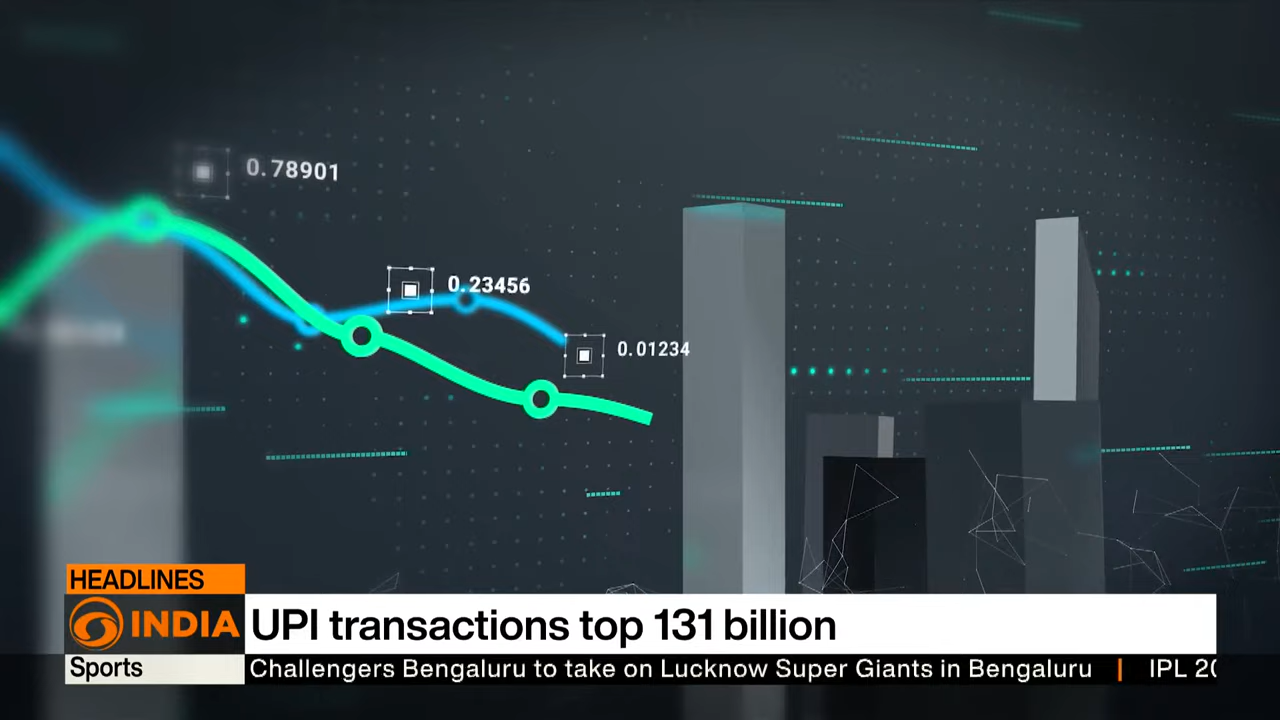 0.78901
0.23456
0.01234
HEADLINES
INDIA
UPI transactions top 131 billion
Sports
Challengers Bengaluru to take on Lucknow Super Giants in Bengaluru | IPL 20